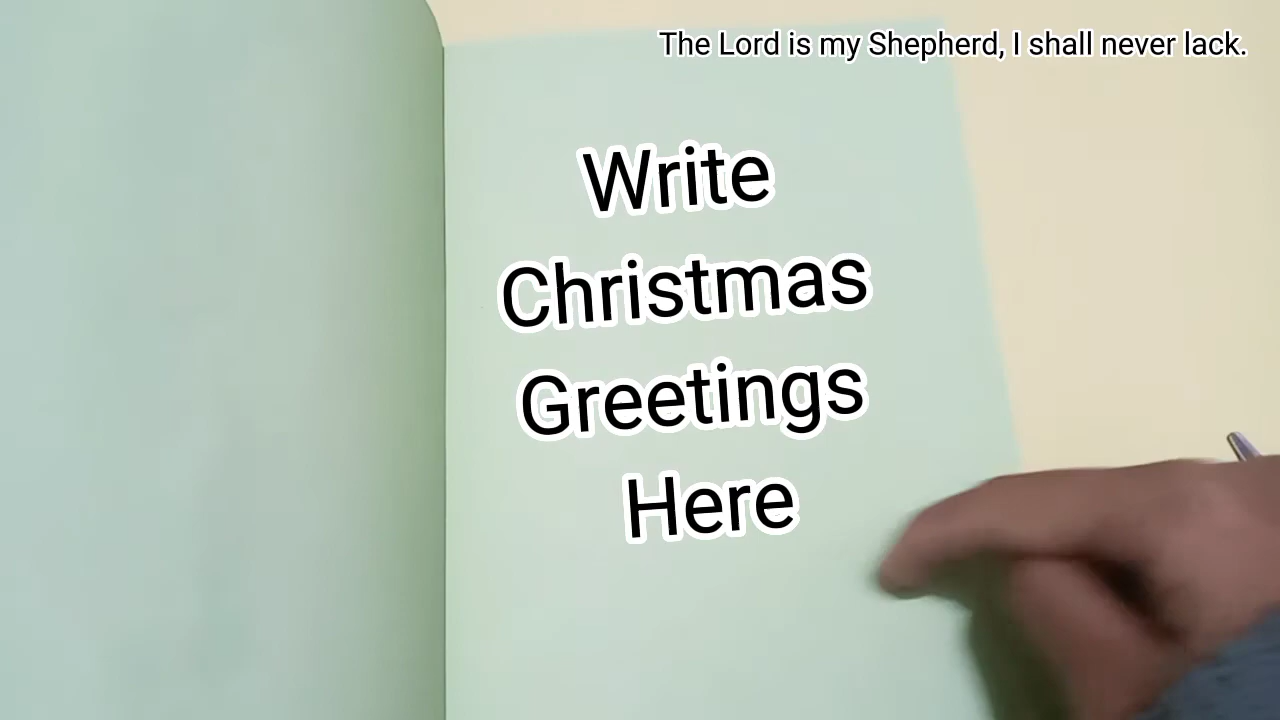 The Lord is my Shepherd, I shall never lack.
Write
Christmas
Greetings
Here